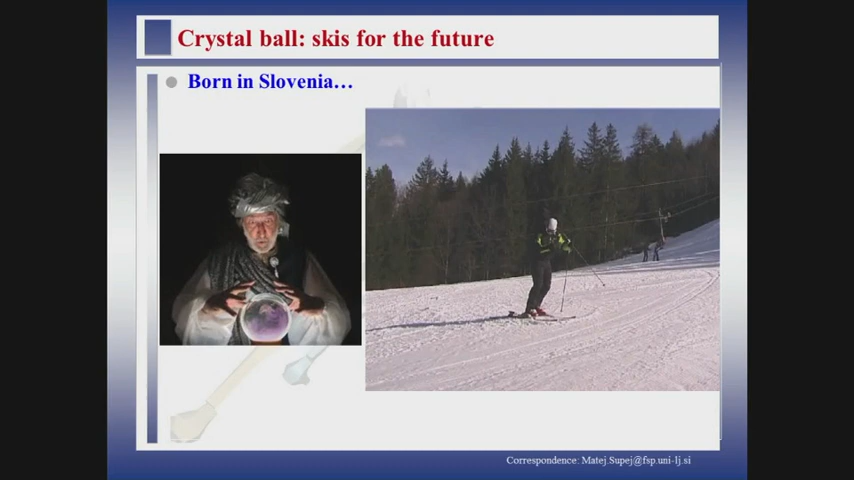 Crystal ball: skis for the future
Born in Slovenia…
Correspondence: Matej.Supej@fsp.uni-lj.si